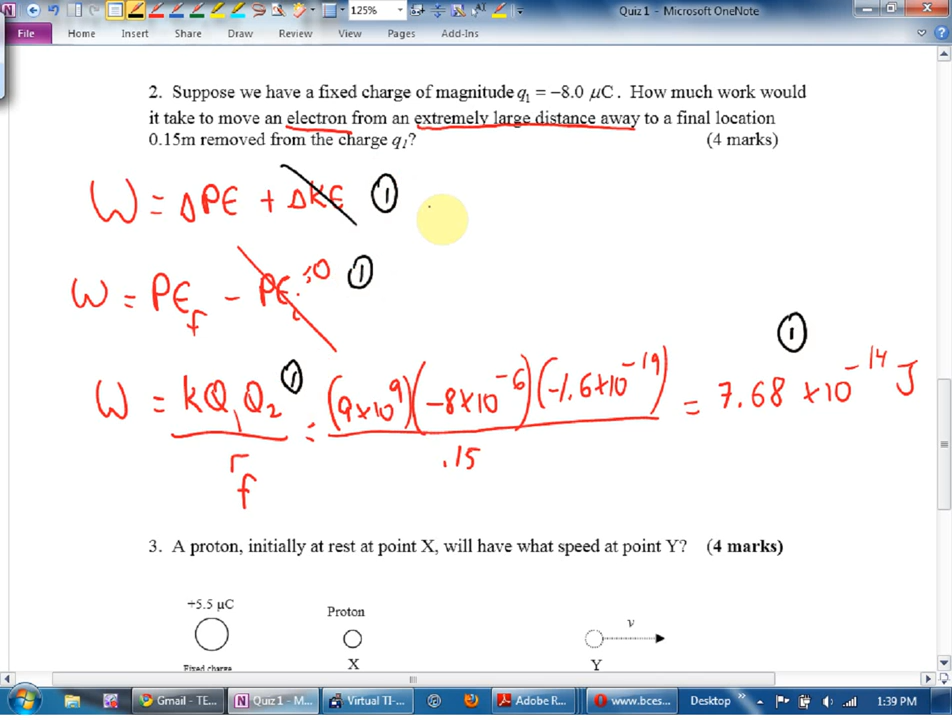 125%
Quiz 1 - Microsoft OneNote
File Home Insert Share Draw Review View Pages Add-Ins
2. Suppose we have a fixed charge of magnitude q₁ = −8.0 μC. How much work would
it take to move an electron from an extremely large distance away to a final location
0.15m removed from the charge q₁?
(4 marks)
W = ΔPE + ΔKE ①
W = PE_f − PE_i =0 ①
W = kQ₁Q₂ / r_f ① = (9×10⁹)(−8×10⁻⁶)(−1.6×10⁻¹⁹) / .15 = 7.68 × 10⁻¹⁴ J ①
3. A proton, initially at rest at point X, will have what speed at point Y? (4 marks)
+5.5 μC
Proton
v
Fixed charge
X
Y
Gmail - TE...
Quiz 1 - Micros...
Virtual TI-...
Adobe R...
www.bces...
Desktop
1:39 PM